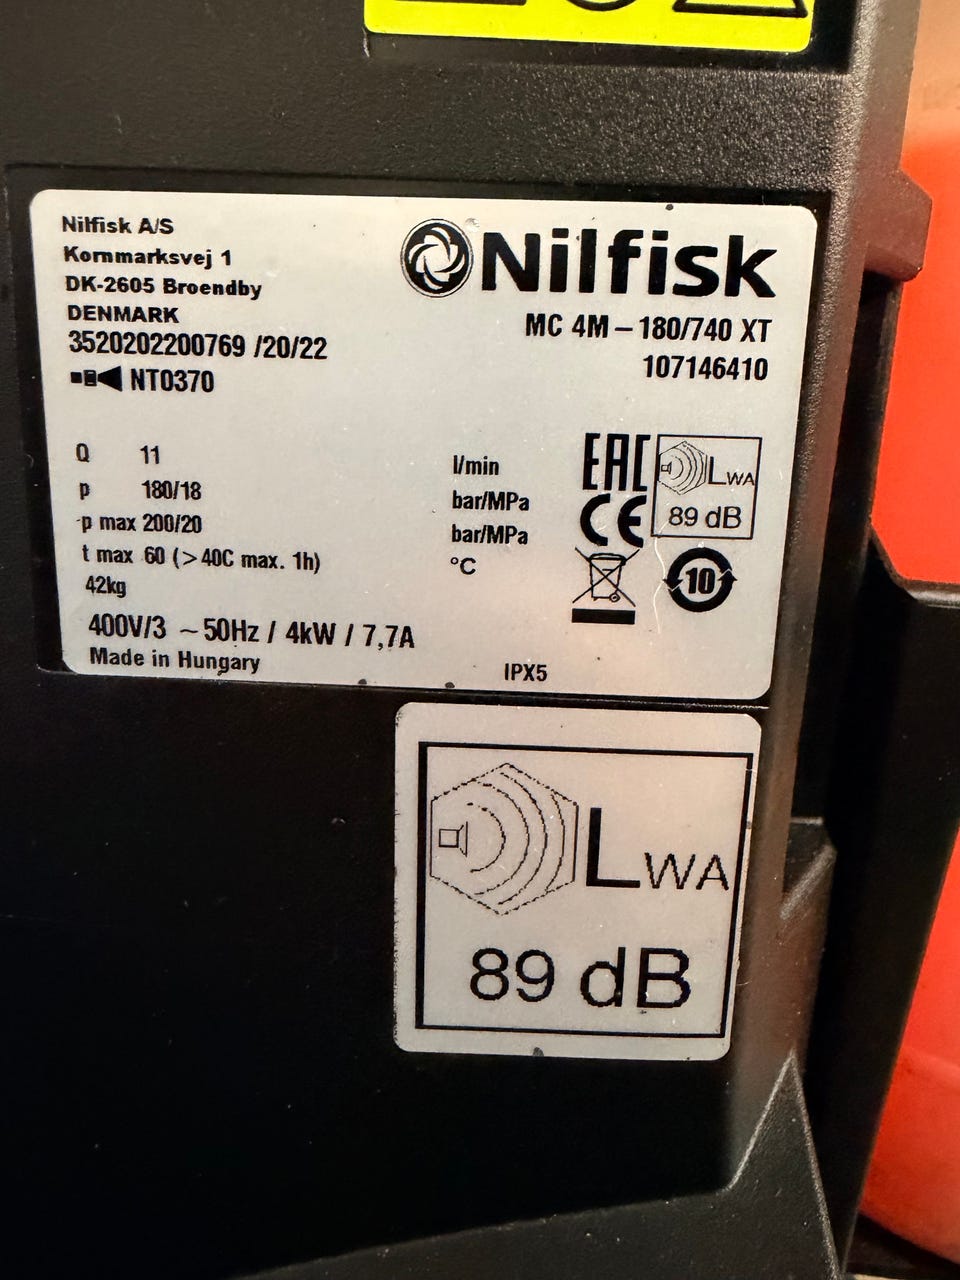 Nilfisk A/S
Kornmarksvej 1
DK-2605 Broendby
DENMARK
3520202200769 /20/22
NT0370
Nilfisk
MC 4M – 180/740 XT
107146410
Q 11 l/min
p 180/18 bar/MPa
p max 200/20 bar/MPa
t max 60 (>40C max. 1h) °C
42kg
400V/3 ~50Hz / 4kW / 7,7A
Made in Hungary
IPX5
EAC
LWA
89 dB
CE
10
LWA
89 dB